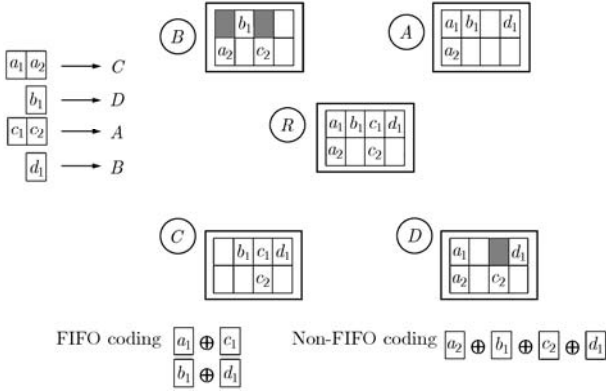 a₁ a₂ → C
b₁ → D
c₁ c₂ → A
d₁ → B
B
b₁
a₂ c₂
A
a₁ b₁ d₁
a₂
R
a₁ b₁ c₁ d₁
a₂ c₂
C
b₁ c₁ d₁
c₂
D
a₁ d₁
a₂ c₂
FIFO coding a₁ ⊕ c₁
b₁ ⊕ d₁
Non-FIFO coding a₂ ⊕ b₁ ⊕ c₂ ⊕ d₁